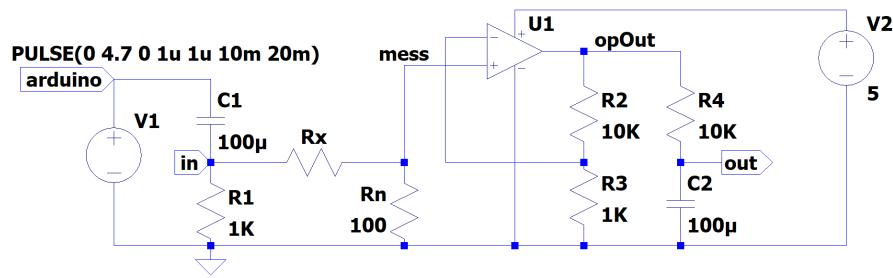 PULSE(0 4.7 0 1u 1u 10m 20m)
arduino
V1
C1
100µ
in
R1
1K
Rx
Rn
100
mess
U1
opOut
R2
10K
R3
1K
R4
10K
out
C2
100µ
V2
5